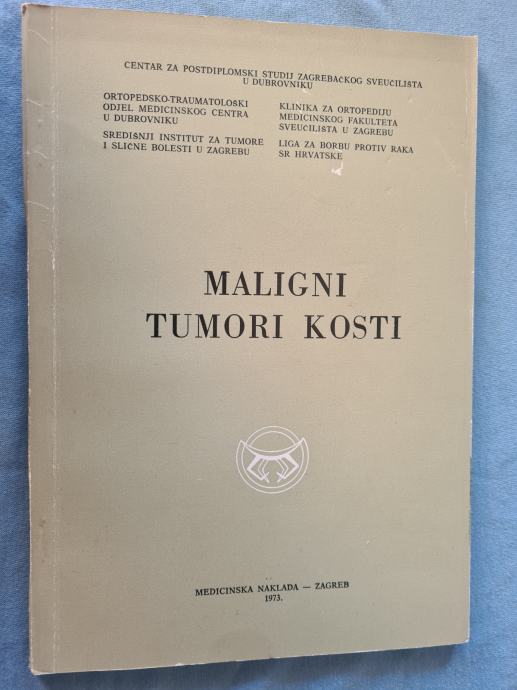 CENTAR ZA POSTDIPLOMSKI STUDIJ ZAGREBAČKOG SVEUČILIŠTA
U DUBROVNIKU
ORTOPEDSKO-TRAUMATOLOŠKI
ODJEL MEDICINSKOG CENTRA
U DUBROVNIKU
SREDIŠNJI INSTITUT ZA TUMORE
I SLIČNE BOLESTI U ZAGREBU
KLINIKA ZA ORTOPEDIJU
MEDICINSKOG FAKULTETA
SVEUČILIŠTA U ZAGREBU
LIGA ZA BORBU PROTIV RAKA
SR HRVATSKE
MALIGNI
TUMORI KOSTI
MEDICINSKA NAKLADA — ZAGREB
1973.